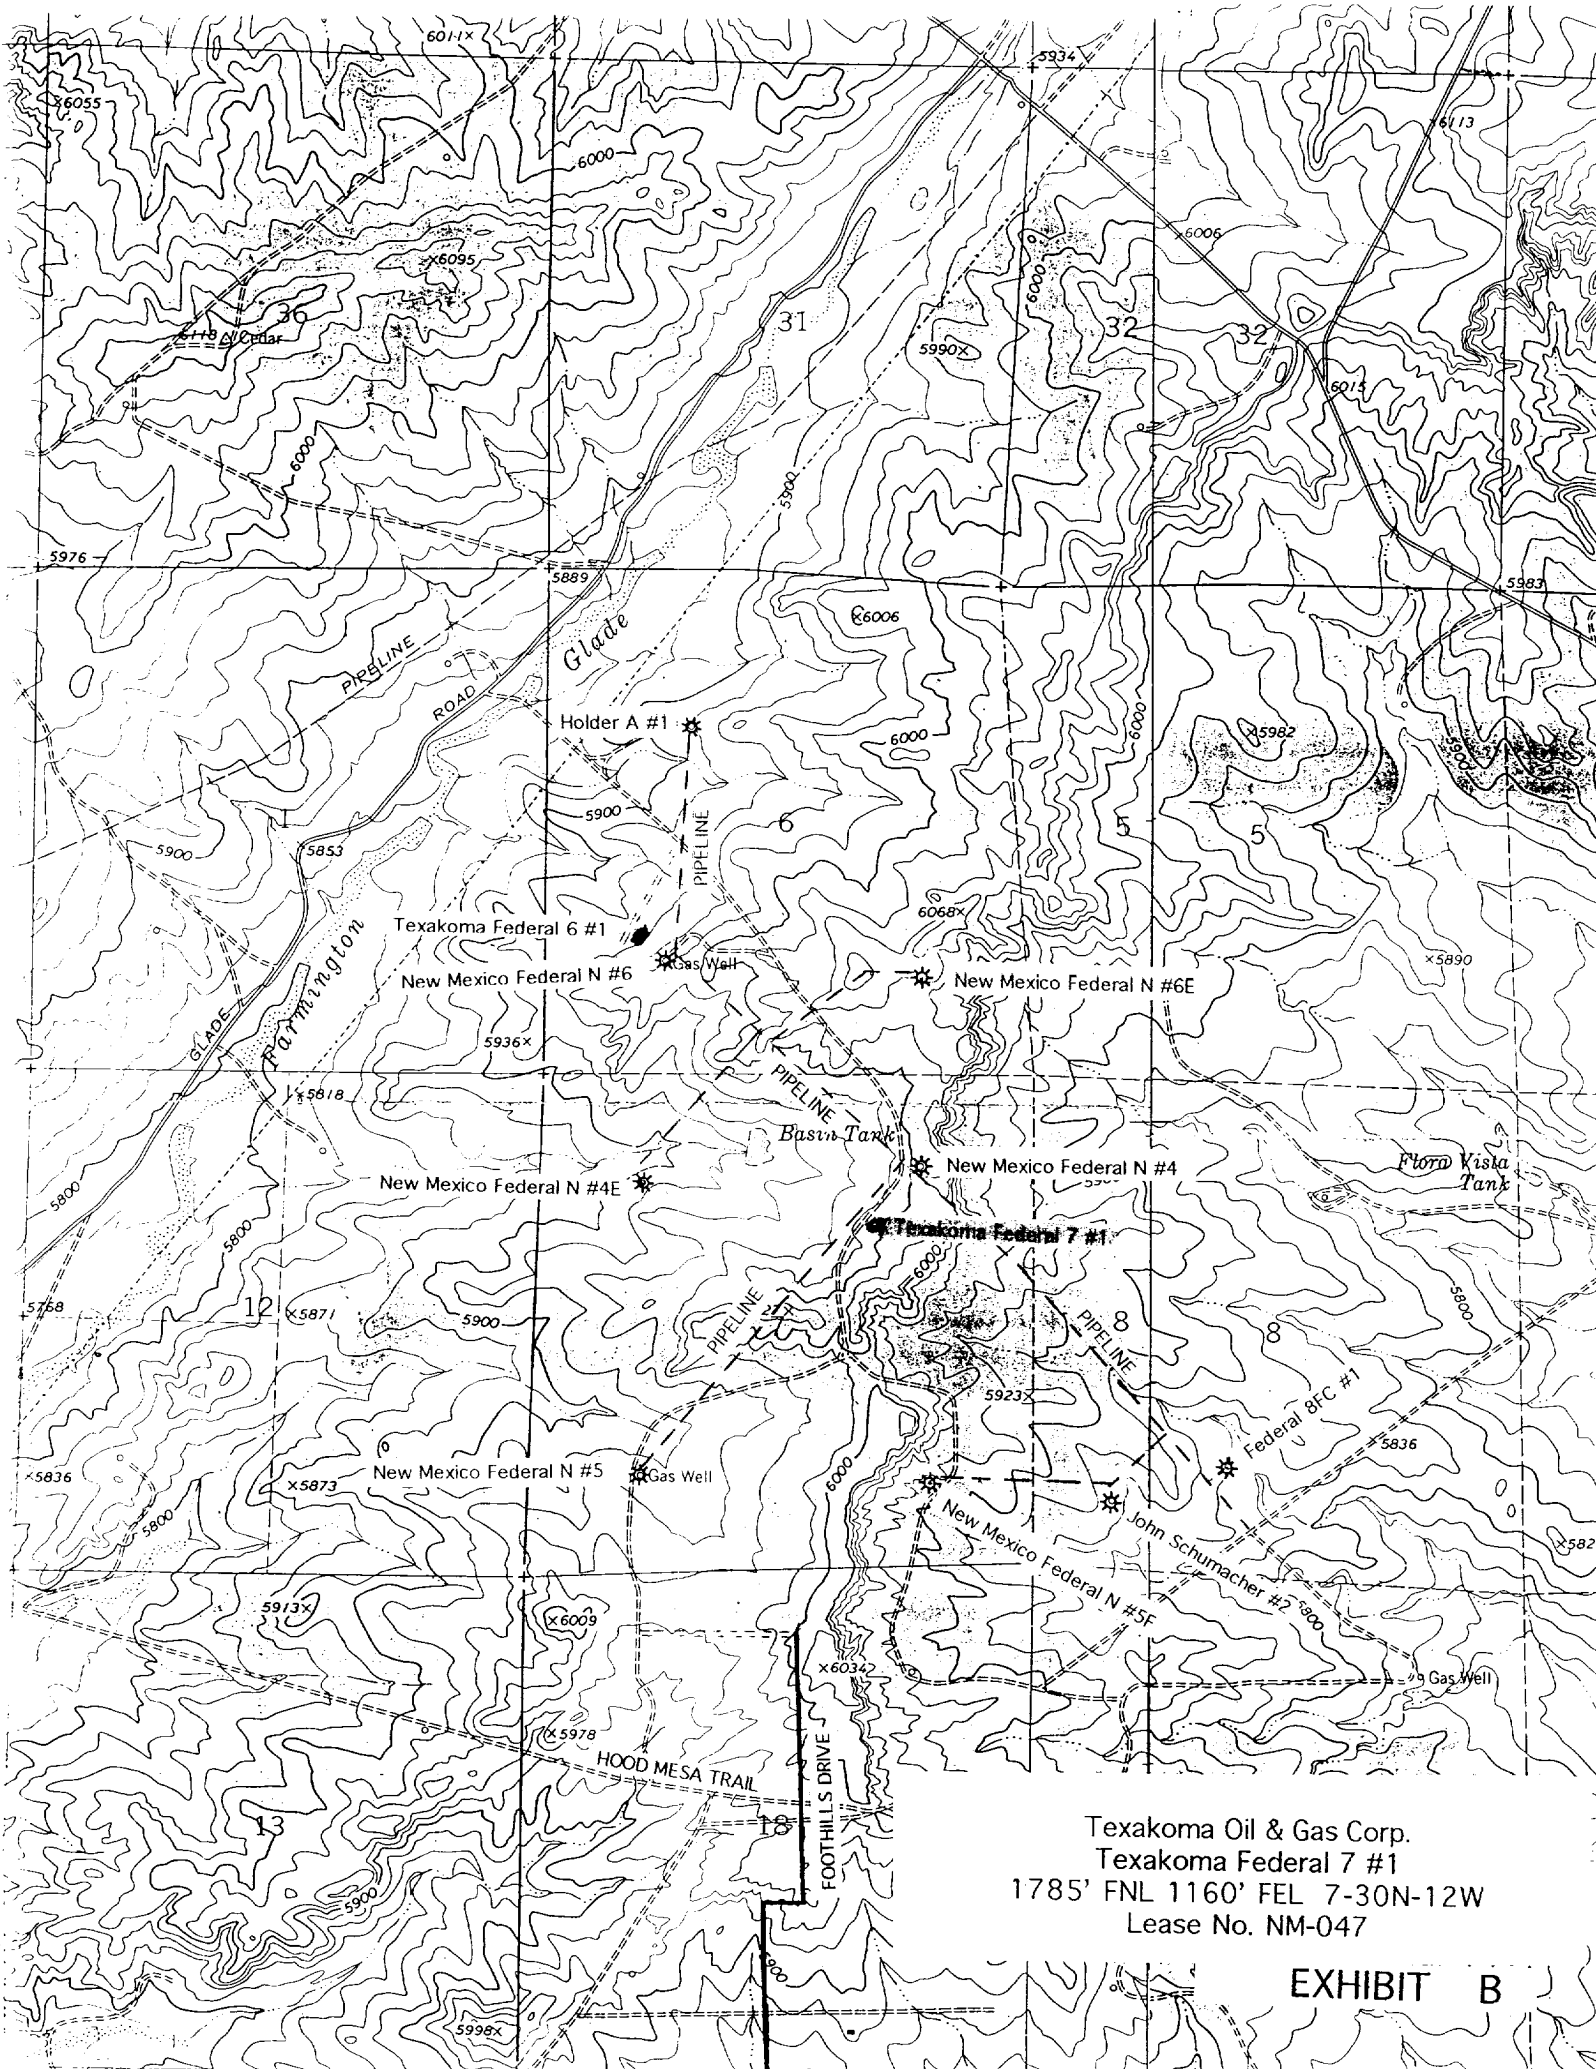 6011×
5934
×6055
6113
6000
6006
×6095
6000
36
31
32
32
Cedar
5990×
6015
6000
5900
5976
5889
5983
×6006
Glade
PIPELINE
ROAD
Holder A #1
6000
6000
×5982
5900
5900
6
5
5
1
5853
5900
PIPELINE
6068×
Texakoma Federal 6 #1
Gas Well
×5890
New Mexico Federal N #6
New Mexico Federal N #6E
Farmington
GLADE
5936×
×5818
PIPELINE
Basin Tank
New Mexico Federal N #4
Flora Vista
Tank
New Mexico Federal N #4E
5800
5800
Texakoma Federal 7 #1
6000
5768
12
×5871
5900
PIPELINE
PIPELINE
8
8
5800
5923×
Federal 8FC #1
5836
×5836
×5873
New Mexico Federal N #5
Gas Well
6000
5800
New Mexico Federal N #5F
John Schumacher #2
5800
×582
5913×
×6009
×6034
Gas Well
×5978
HOOD MESA TRAIL
FOOTHILLS DRIVE
13
18
5900
5900
5998×
Texakoma Oil & Gas Corp.
Texakoma Federal 7 #1
1785' FNL 1160' FEL 7-30N-12W
Lease No. NM-047
EXHIBIT B